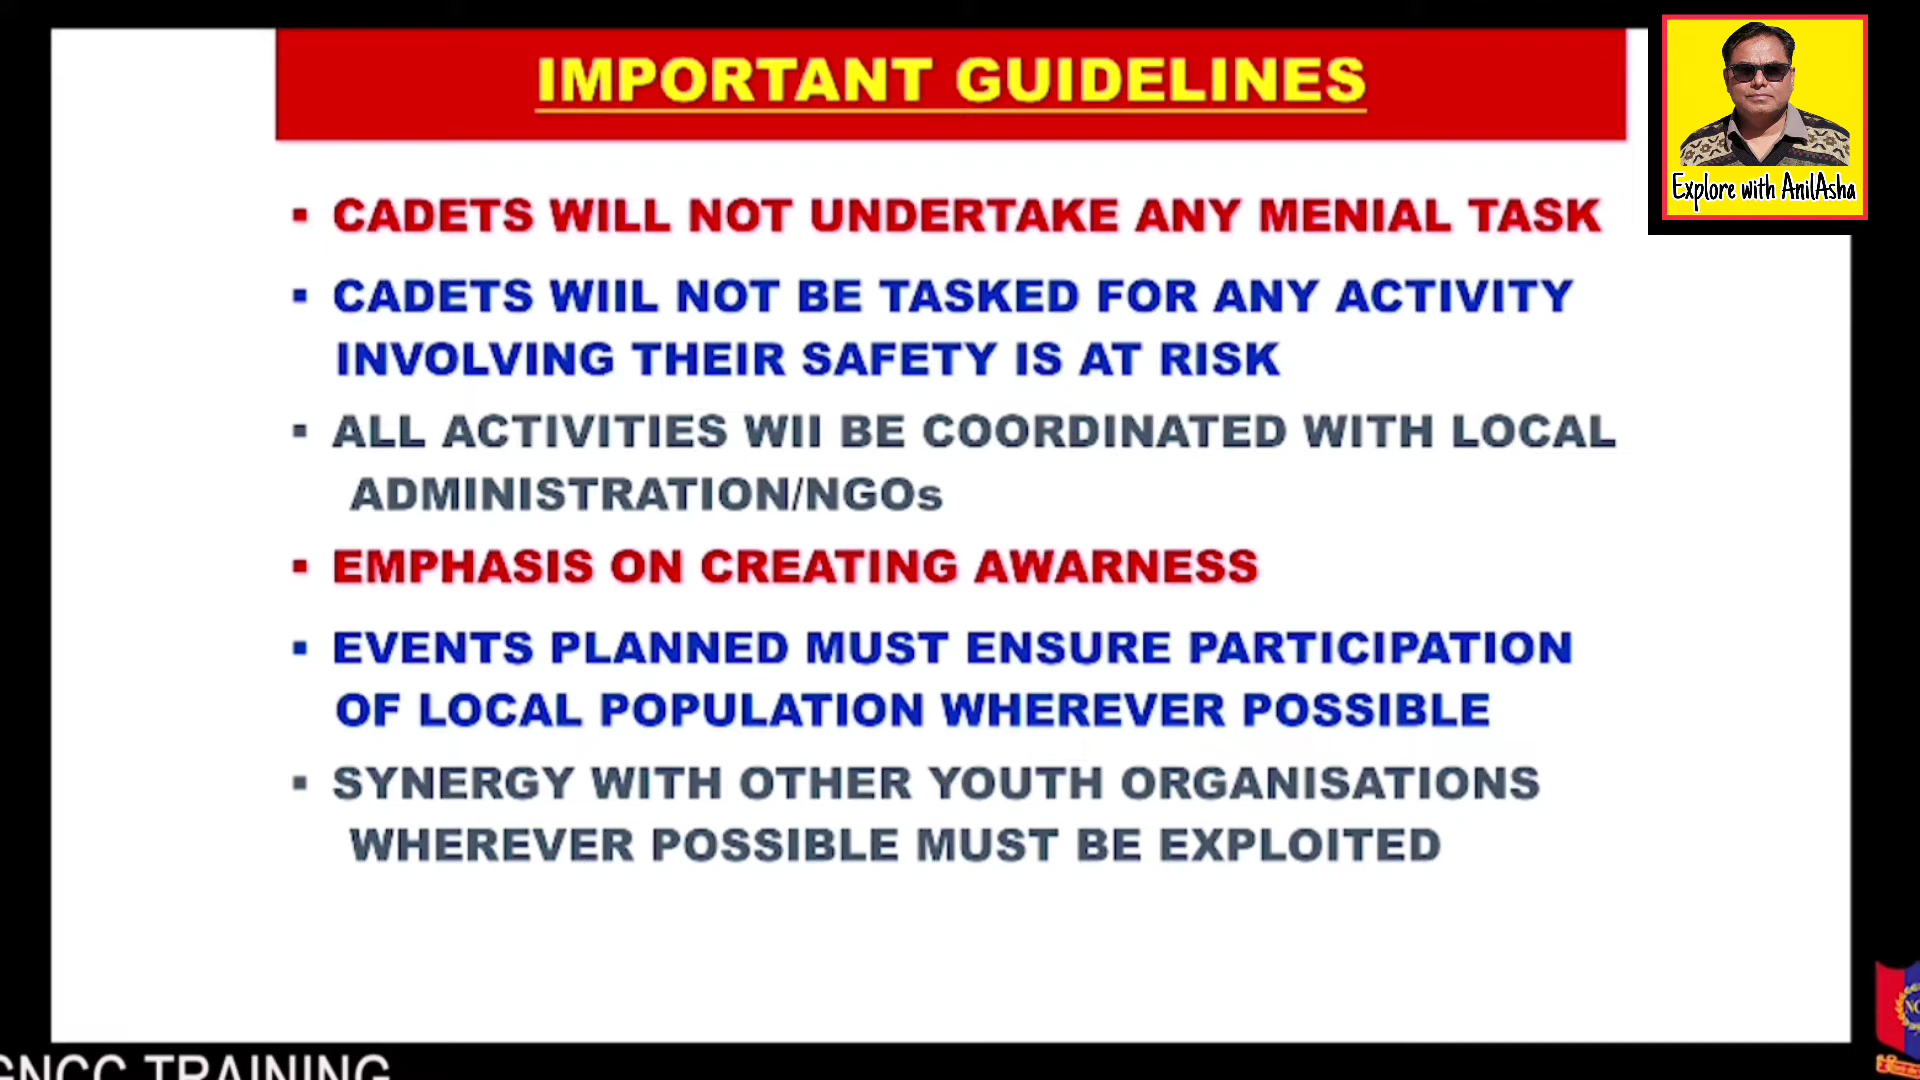 IMPORTANT GUIDELINES
Explore with AnilAsha
▪ CADETS WILL NOT UNDERTAKE ANY MENIAL TASK
▪ CADETS WIIL NOT BE TASKED FOR ANY ACTIVITY
INVOLVING THEIR SAFETY IS AT RISK
▪ ALL ACTIVITIES WII BE COORDINATED WITH LOCAL
ADMINISTRATION/NGOs
▪ EMPHASIS ON CREATING AWARNESS
▪ EVENTS PLANNED MUST ENSURE PARTICIPATION
OF LOCAL POPULATION WHEREVER POSSIBLE
▪ SYNERGY WITH OTHER YOUTH ORGANISATIONS
WHEREVER POSSIBLE MUST BE EXPLOITED
GNCC TRAINING